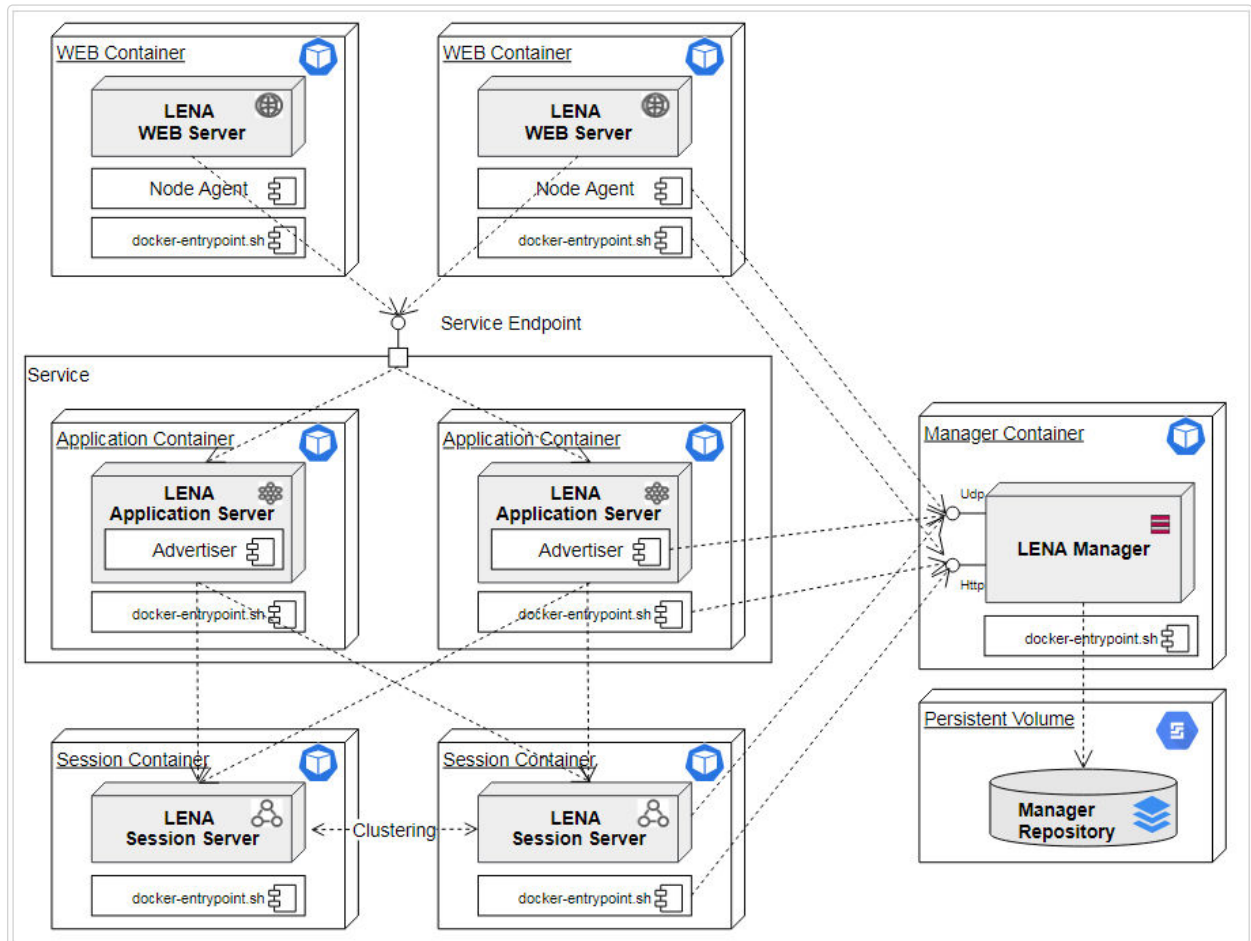 WEB Container
LENA
WEB Server
Node Agent
docker-entrypoint.sh
WEB Container
LENA
WEB Server
Node Agent
docker-entrypoint.sh
Service Endpoint
Service
Application Container
LENA
Application Server
Advertiser
docker-entrypoint.sh
Application Container
LENA
Application Server
Advertiser
docker-entrypoint.sh
Manager Container
Udp
LENA Manager
Http
docker-entrypoint.sh
Persistent Volume
Manager
Repository
Session Container
LENA
Session Server
docker-entrypoint.sh
Clustering
Session Container
LENA
Session Server
docker-entrypoint.sh